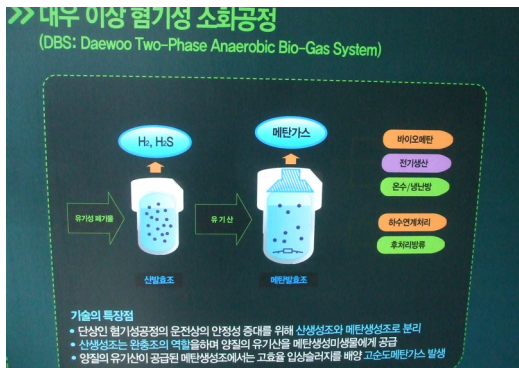 >> 대우 이상 혐기성 소화공정
(DBS: Daewoo Two-Phase Anaerobic Bio-Gas System)
H₂, H₂S
메탄가스
바이오메탄
전기생산
온수/냉난방
유기성 폐기물
유기산
하수연계처리
후처리방류
산발효조
메탄발효조
기술의 특장점
• 단상인 혐기성공정의 운전상의 안정성 증대를 위해 산생성조와 메탄생성조로 분리
• 산생성조는 완충조의 역할을하며 양질의 유기산을 메탄생성미생물에게 공급
• 양질의 유기산이 공급된 메탄생성조에서는 고효율 입상슬러지를 배양 고순도메탄가스 발생